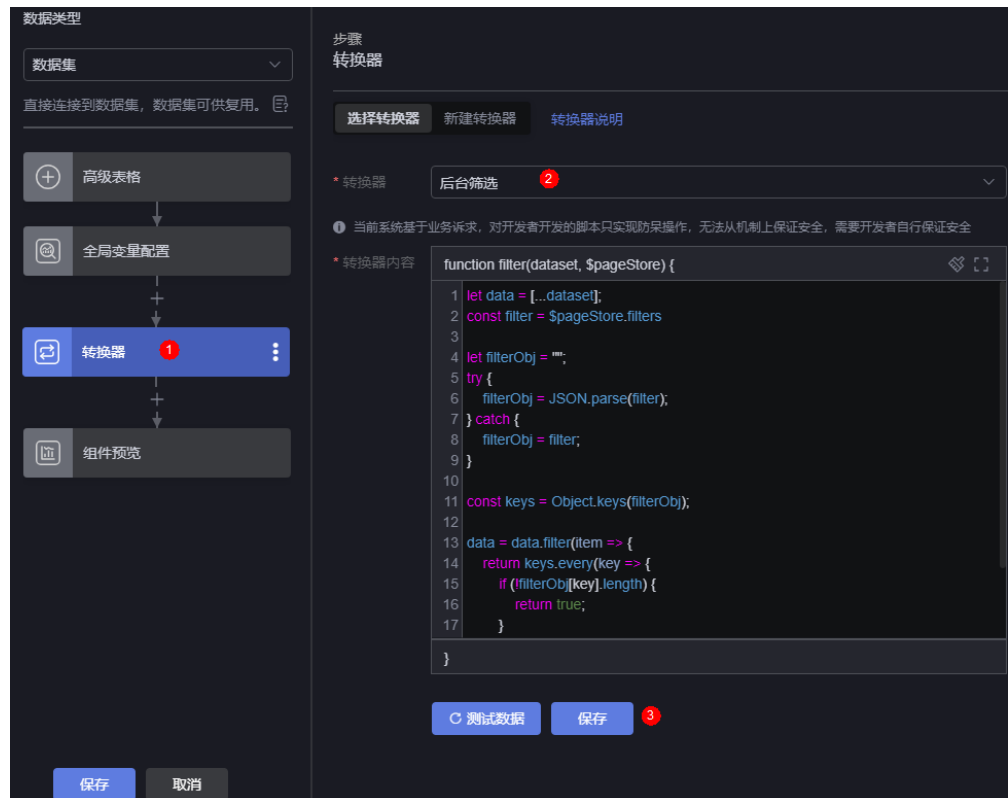 数据类型
数据集
直接连接到数据集，数据集可供复用。
高级表格
全局变量配置
转换器 1
组件预览
保存 取消
步骤
转换器
选择转换器 新建转换器 转换器说明
* 转换器 后台筛选 2
当前系统基于业务诉求，对开发者开发的脚本只实现防呆操作，无法从机制上保证安全，需要开发者自行保证安全
* 转换器内容 function filter(dataset, $pageStore) {
1 let data = [...dataset];
2 const filter = $pageStore.filters
3
4 let filterObj = "";
5 try {
6 filterObj = JSON.parse(filter);
7 } catch {
8 filterObj = filter;
9 }
10
11 const keys = Object.keys(filterObj);
12
13 data = data.filter(item => {
14 return keys.every(key => {
15 if (!filterObj[key].length) {
16 return true;
17 }
}
测试数据 保存 3